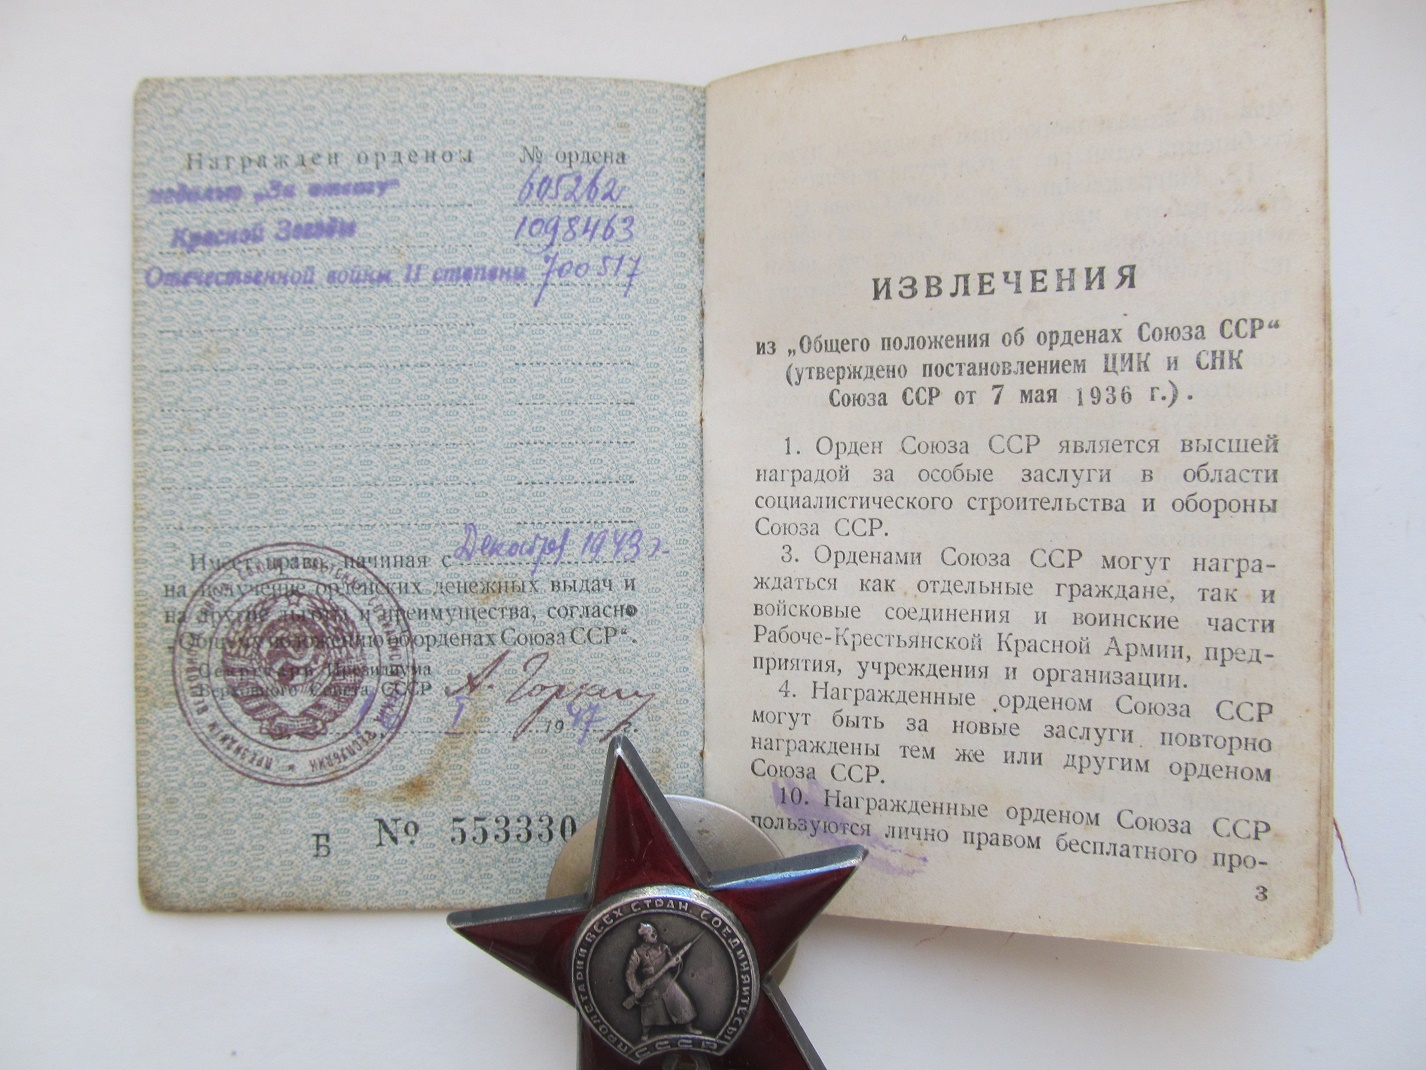 Награжден орденом № ордена
медалью „За отвагу“ 605262
Красной Звезды 1098463
Отечественной войны II степени 700517
Имеет право, начиная с Декабря 1943 г.
на получение орденских денежных выдач и
на другие льготы и преимущества, согласно
„Общему положению об орденах Союза ССР“.
Секретарь Президиума
Верховного Совета СССР А. Горкин
I 1947 г.
Б № 553330
ИЗВЛЕЧЕНИЯ
из „Общего положения об орденах Союза ССР“
(утверждено постановлением ЦИК и СНК
Союза ССР от 7 мая 1936 г.).
1. Орден Союза ССР является высшей
наградой за особые заслуги в области
социалистического строительства и обороны
Союза ССР.
3. Орденами Союза ССР могут награ-
ждаться как отдельные граждане, так и
войсковые соединения и воинские части
Рабоче-Крестьянской Красной Армии, пред-
приятия, учреждения и организации.
4. Награжденные орденом Союза ССР
могут быть за новые заслуги повторно
награждены тем же или другим орденом
Союза ССР.
10. Награжденные орденом Союза ССР
пользуются лично правом бесплатного про-
3
ПРОЛЕТАРИИ ВСЕХ СТРАН, СОЕДИНЯЙТЕСЬ!
СССР